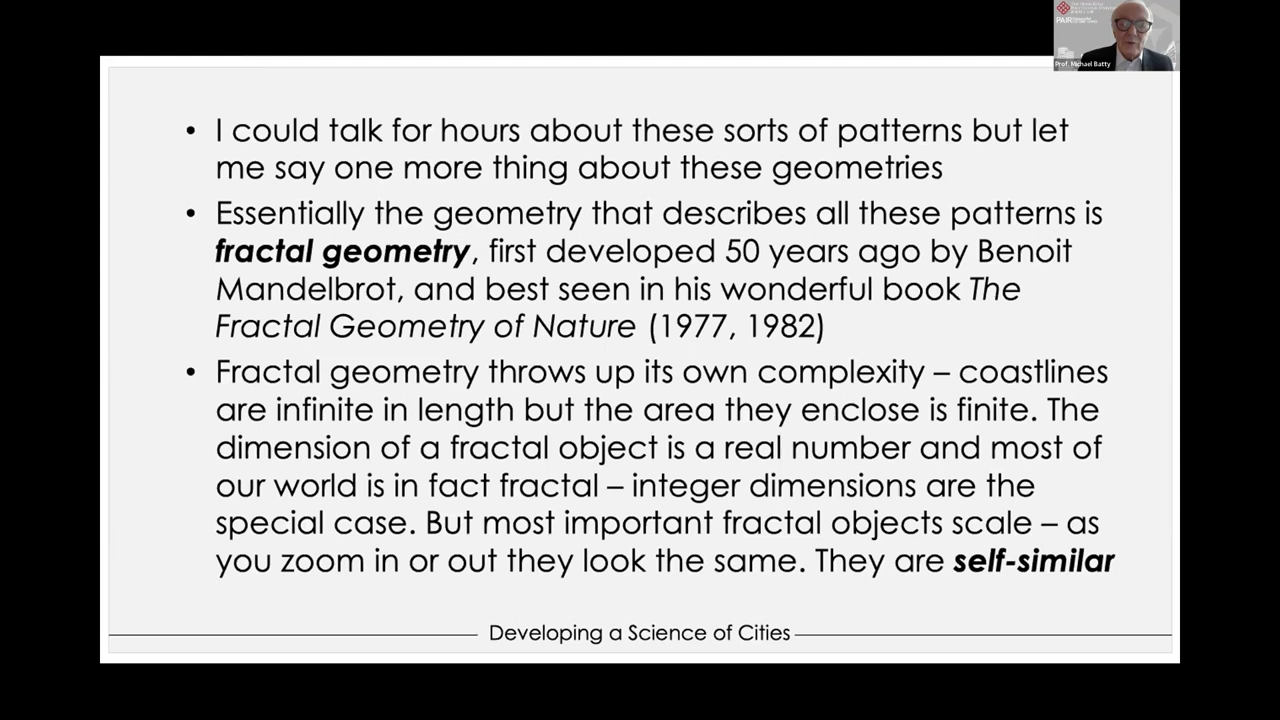 PAIR
Prof. Michael Batty
• I could talk for hours about these sorts of patterns but let
me say one more thing about these geometries
• Essentially the geometry that describes all these patterns is
fractal geometry, first developed 50 years ago by Benoit
Mandelbrot, and best seen in his wonderful book The
Fractal Geometry of Nature (1977, 1982)
• Fractal geometry throws up its own complexity – coastlines
are infinite in length but the area they enclose is finite. The
dimension of a fractal object is a real number and most of
our world is in fact fractal – integer dimensions are the
special case. But most important fractal objects scale – as
you zoom in or out they look the same. They are self-similar
Developing a Science of Cities